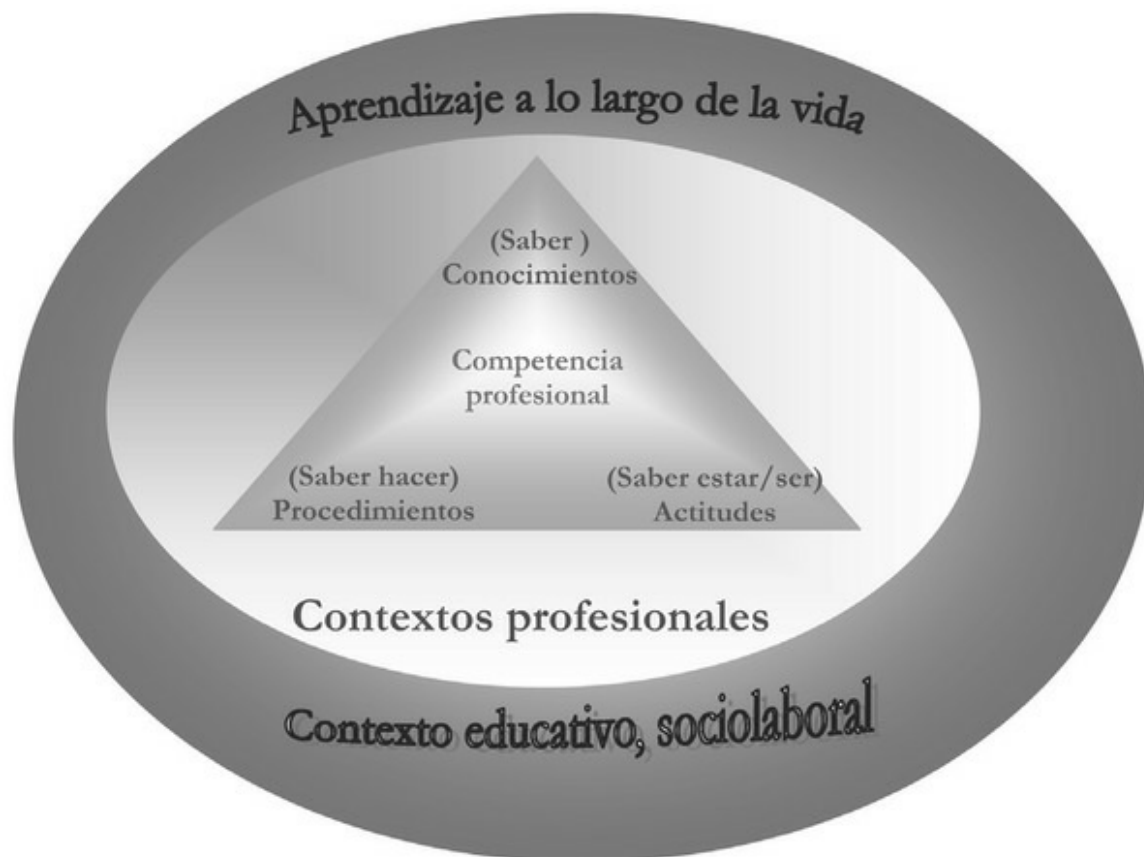 Aprendizaje a lo largo de la vida
(Saber )
Conocimientos
Competencia
profesional
(Saber hacer)
Procedimientos
(Saber estar/ser)
Actitudes
Contextos profesionales
Contexto educativo, sociolaboral